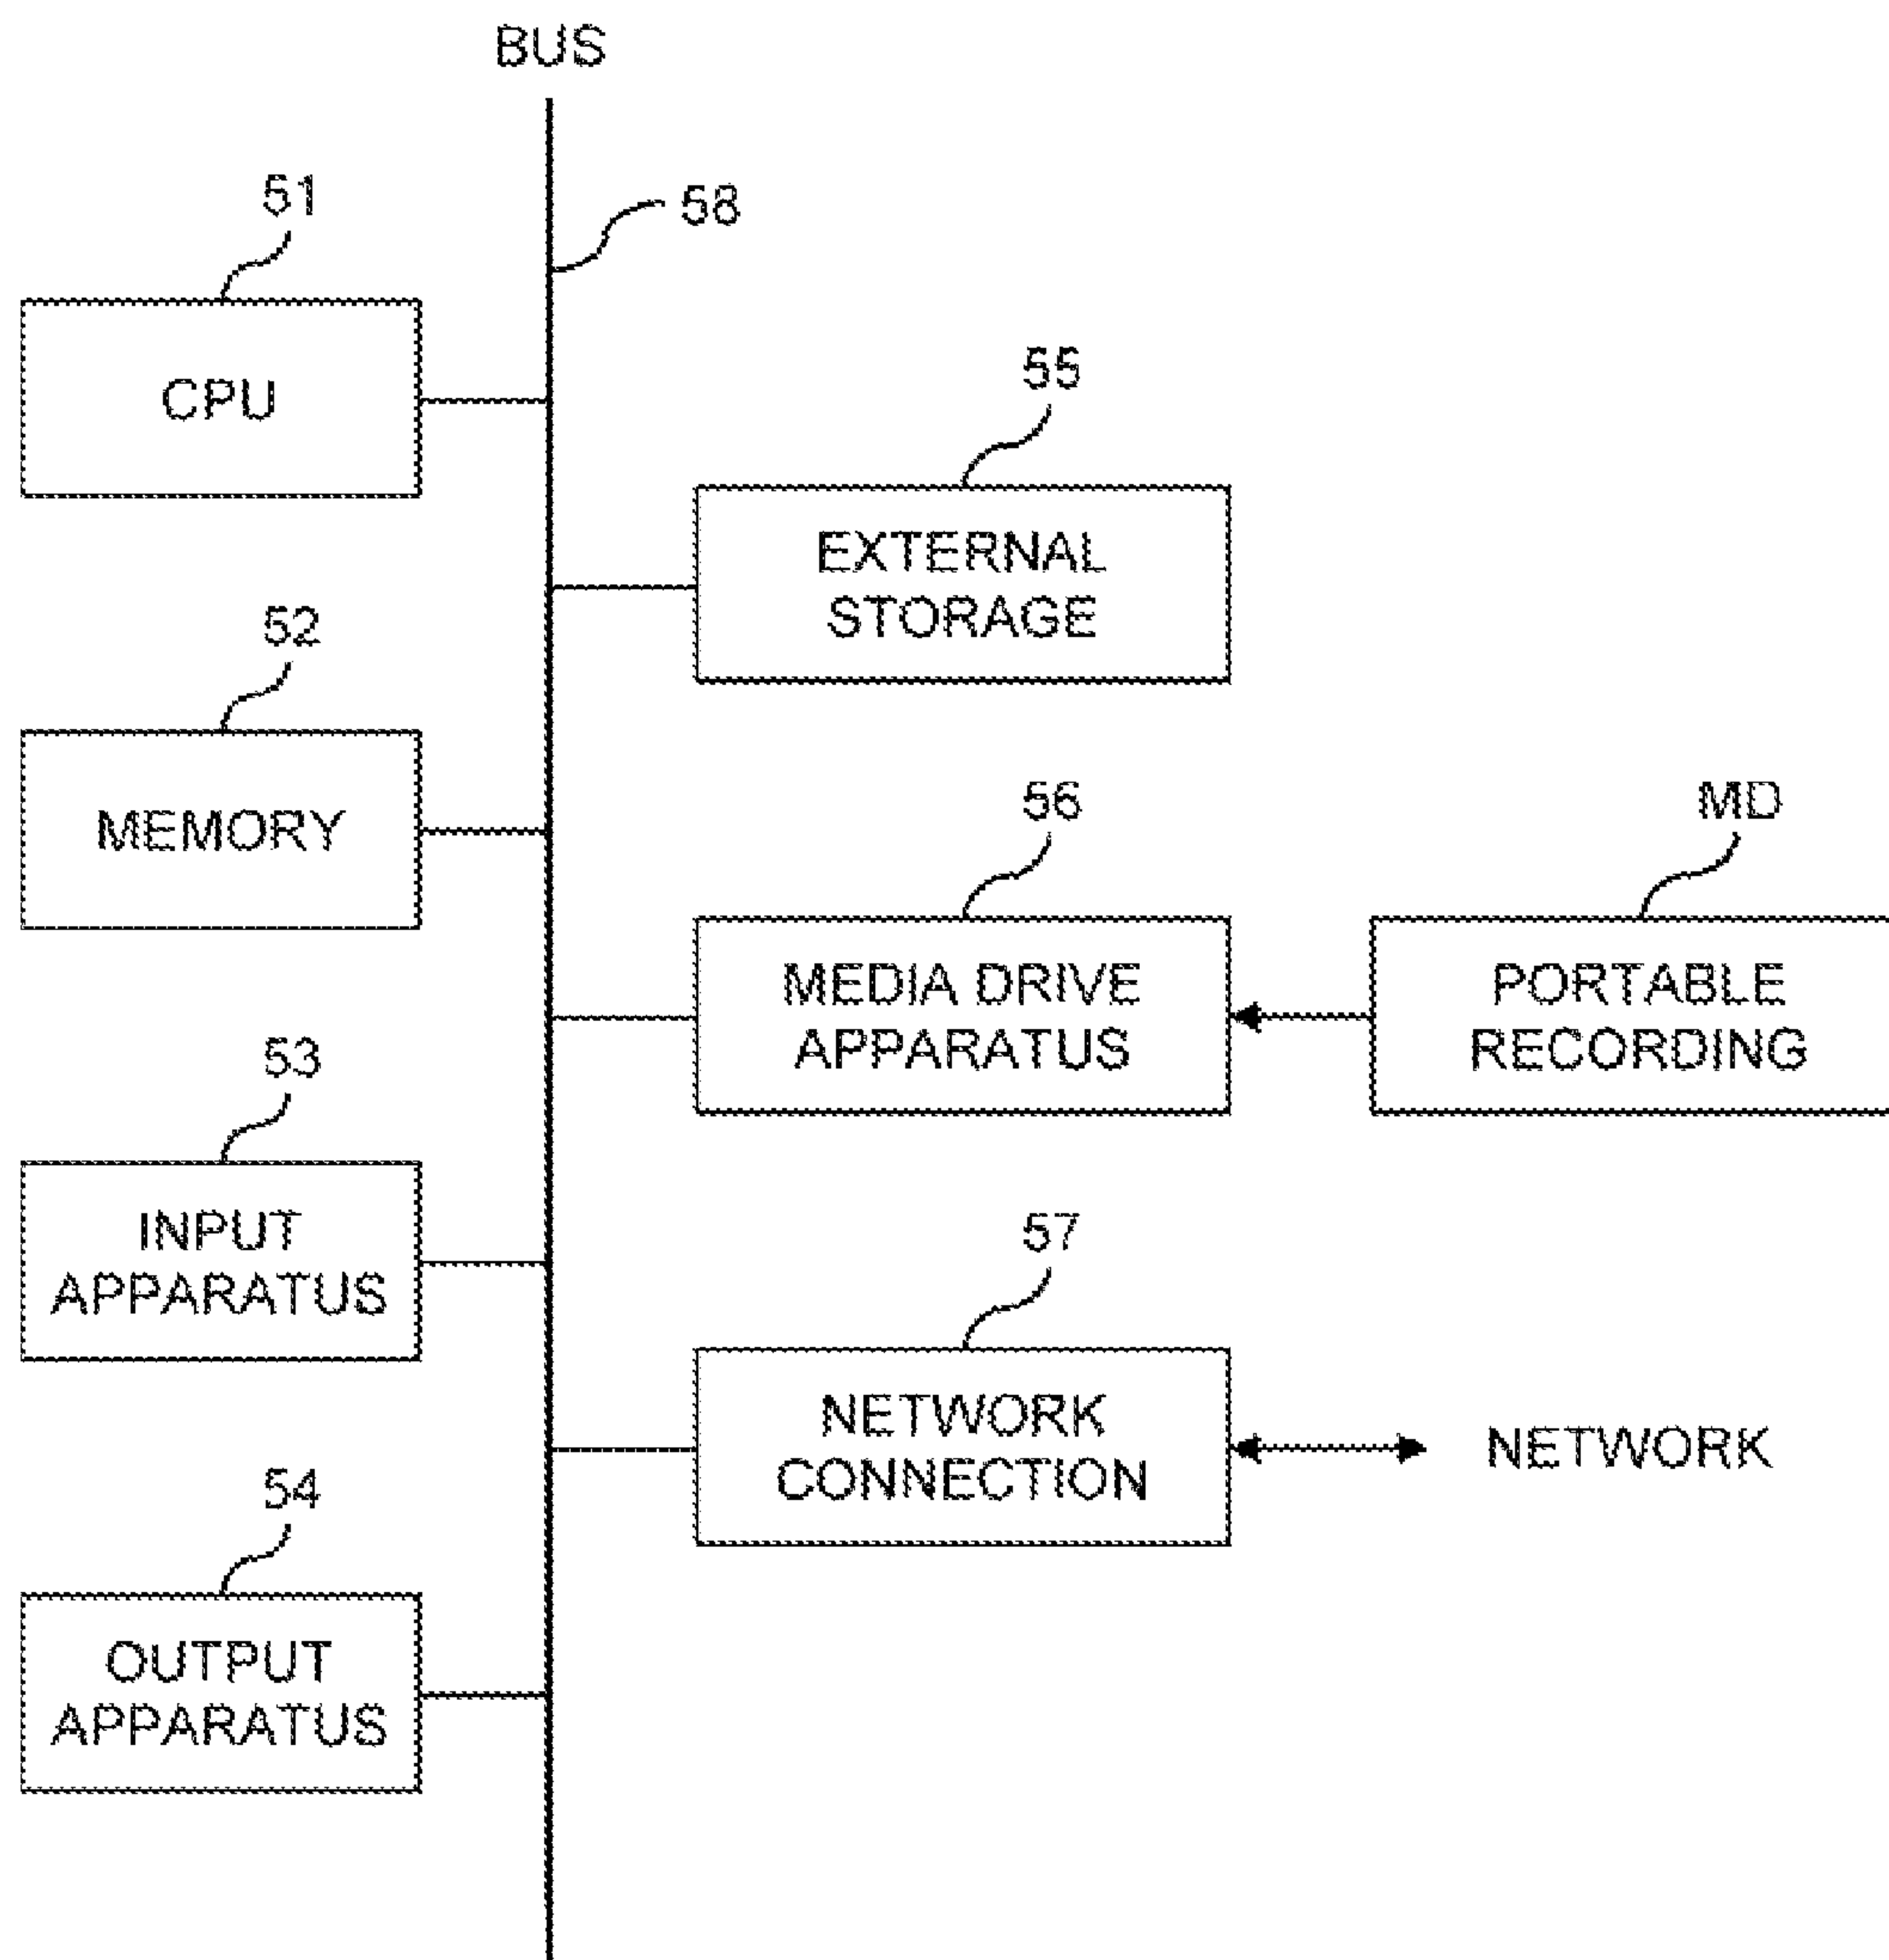 BUS
51
58
CPU
55
EXTERNAL
STORAGE
52
MEMORY
56
MD
MEDIA DRIVE
APPARATUS
PORTABLE
RECORDING
53
INPUT
APPARATUS
57
NETWORK
CONNECTION
NETWORK
54
OUTPUT
APPARATUS